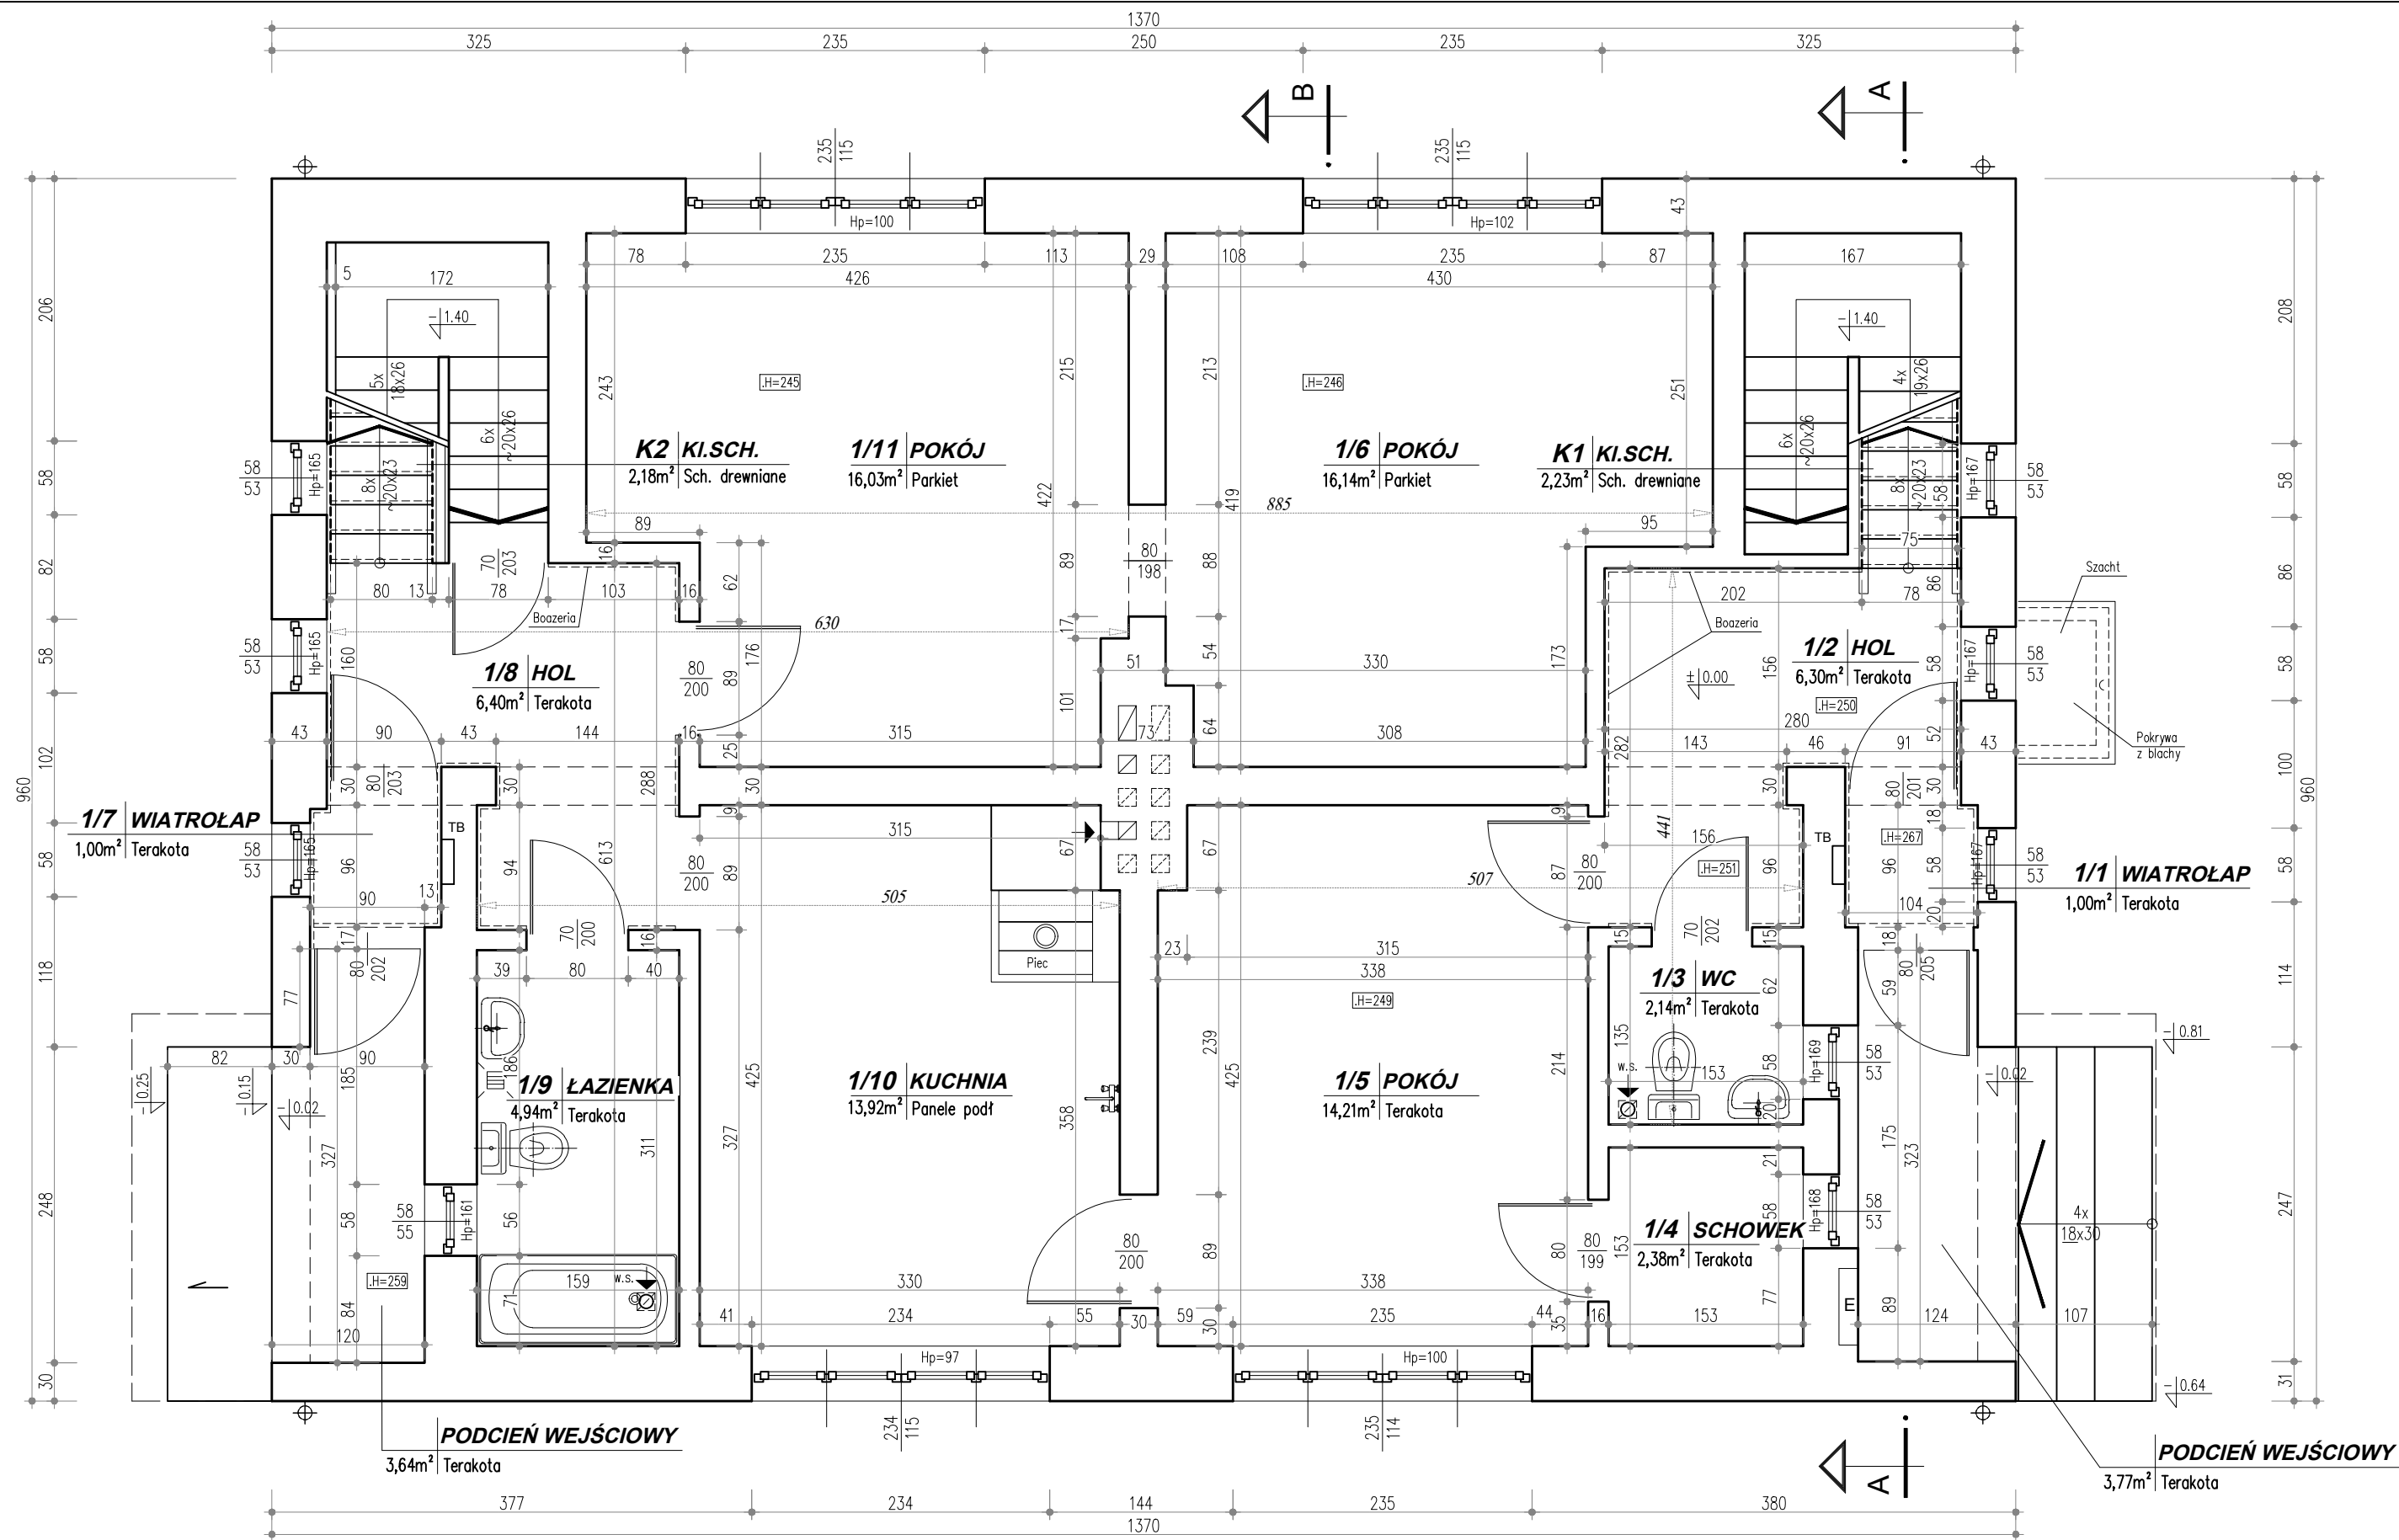 1370
325 235 250 235 325
B
A
235
115
235
115
Hp=100
Hp=102
43
78 235 113 29 108 235 87
5 172
426
430
167
-1.40
-1.40
206
208
5x
18x26
6x
~20x26
8x
~20x23
4x
19x26
6x
~20x26
8x
~20x23
243
215
213
251
.H=245
.H=246
K2 Kl.SCH.
2,18m² Sch. drewniane
1/11 POKÓJ
16,03m² Parkiet
1/6 POKÓJ
16,14m² Parkiet
K1 Kl.SCH.
2,23m² Sch. drewniane
58
53
Hp=165
58
58
53
Hp=167
58
58
422
419
885
89
95
75
16
82
86
86
70
203
62
89
80
198
88
Szacht
80 13 78 103 16
202 78
Boazeria
Boazeria
630
17
58
53
Hp=165
58
160
1/8 HOL
6,40m² Terakota
80
200
89
176
51
54
330
173
156
±0.00
1/2 HOL
6,30m² Terakota
.H=250
58
53
Hp=167
58
58
101
64
280
43 90 43 144 16 315 73 308
143 46 91 43
52
Pokrywa
z blachy
102
100
25
282
960
960
30
80
203
30
288
30
30
80
201
30
18
1/7 WIATROŁAP
1,00m² Terakota
TB
TB
9
9
315
441
156
.H=267
58
53
Hp=165
58
96
94
613
80
200
89
67
67
87
80
200
.H=251
96
96
58
58
53
Hp=167
58
1/1 WIATROŁAP
1,00m² Terakota
90 13
505
507
104
20
17
70
200
16
15
70
202
15
18
118
80
202
39 80 40
Piec
23 315
338
.H=249
1/3 WC
2,14m² Terakota
62
59
80
205
114
77
-0.81
82 30 90
-0.25
-0.15
-0.02
185
186
1/9 ŁAZIENKA
4,94m² Terakota
425
1/10 KUCHNIA
13,92m² Panele podł
239
425
1/5 POKÓJ
14,21m² Terakota
214
135
w.s.
153
58
Hp=169
58
53
-0.02
20
327
311
327
358
175
323
21
248
247
58
55
58
Hp=161
56
89
80
200
80
80
199
153
1/4 SCHOWEK
2,38m² Terakota
58
Hp=168
58
53
4x
18x30
.H=259
159
w.s.
71
330
338
77
E
84
89
120
41 234 55 30 59 235 44 16 153
124 107
30
35
Hp=97
Hp=100
30
31
-0.64
234
115
235
114
PODCIEŃ WEJŚCIOWY
3,64m² Terakota
PODCIEŃ WEJŚCIOWY
3,77m² Terakota
A
377 234 144 235 380
1370